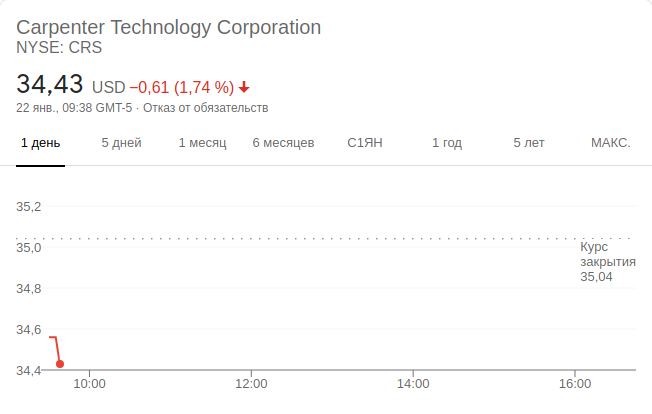 Carpenter Technology Corporation
NYSE: CRS
34,43 USD −0,61 (1,74 %)
22 янв., 09:38 GMT-5 · Отказ от обязательств
1 день 5 дней 1 месяц 6 месяцев С1ЯН 1 год 5 лет МАКС.
35,2
35,0
Курс
закрытия
35,04
34,8
34,6
34,4
10:00 12:00 14:00 16:00